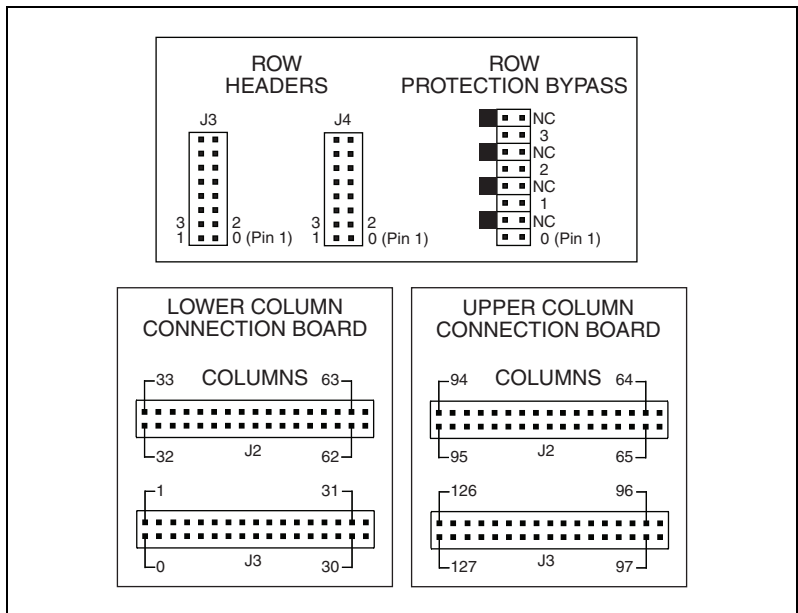 ROW
HEADERS
J3
J4
3 2
1 0 (Pin 1)
3 2
1 0 (Pin 1)
ROW
PROTECTION BYPASS
NC
3
NC
2
NC
1
NC
0 (Pin 1)
LOWER COLUMN
CONNECTION BOARD
33 COLUMNS 63
32 J2 62
1 31
0 J3 30
UPPER COLUMN
CONNECTION BOARD
94 COLUMNS 64
95 J2 65
126 96
127 J3 97